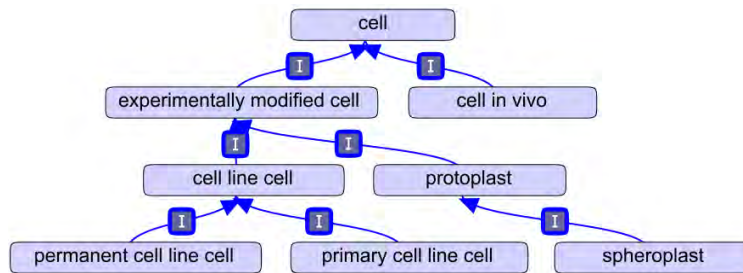 cell
I
I
experimentally modified cell
cell in vivo
I
I
cell line cell
protoplast
I
I
I
permanent cell line cell
primary cell line cell
spheroplast